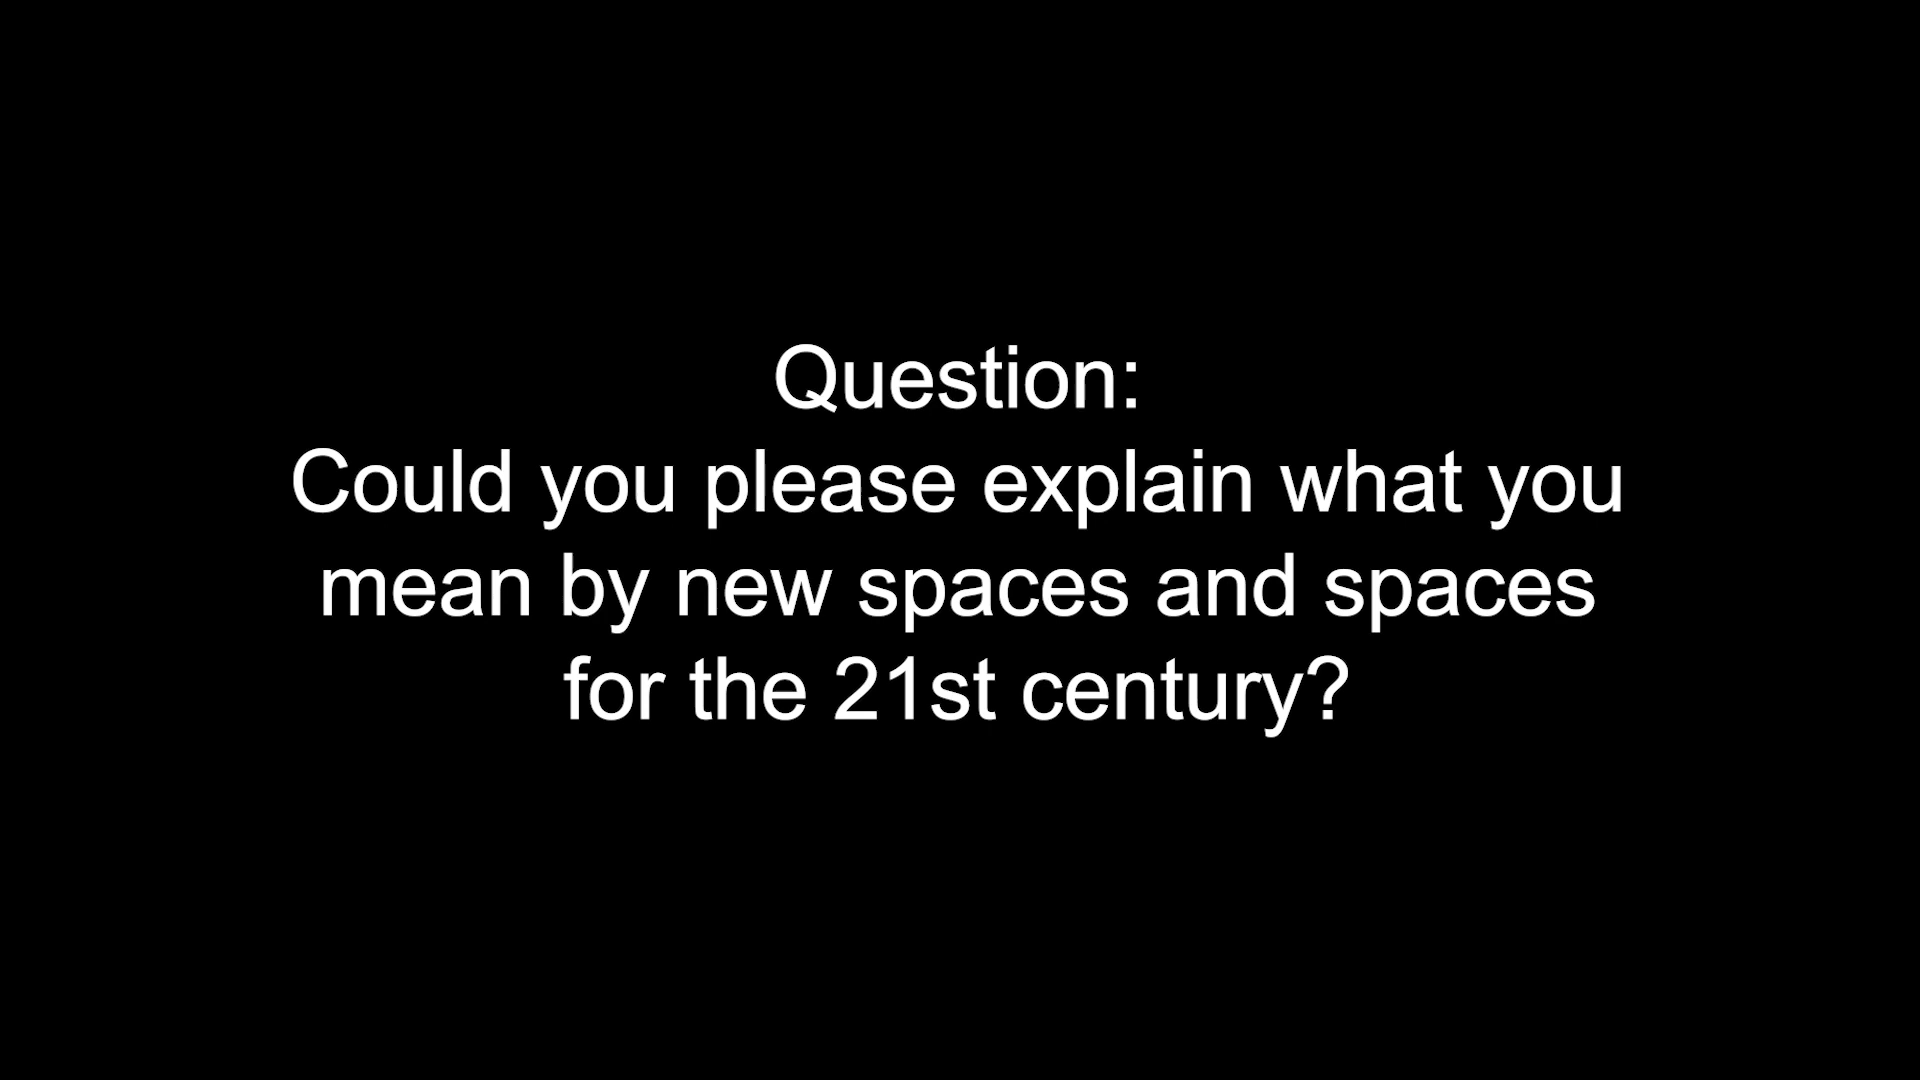 Question:
Could you please explain what you
mean by new spaces and spaces
for the 21st century?